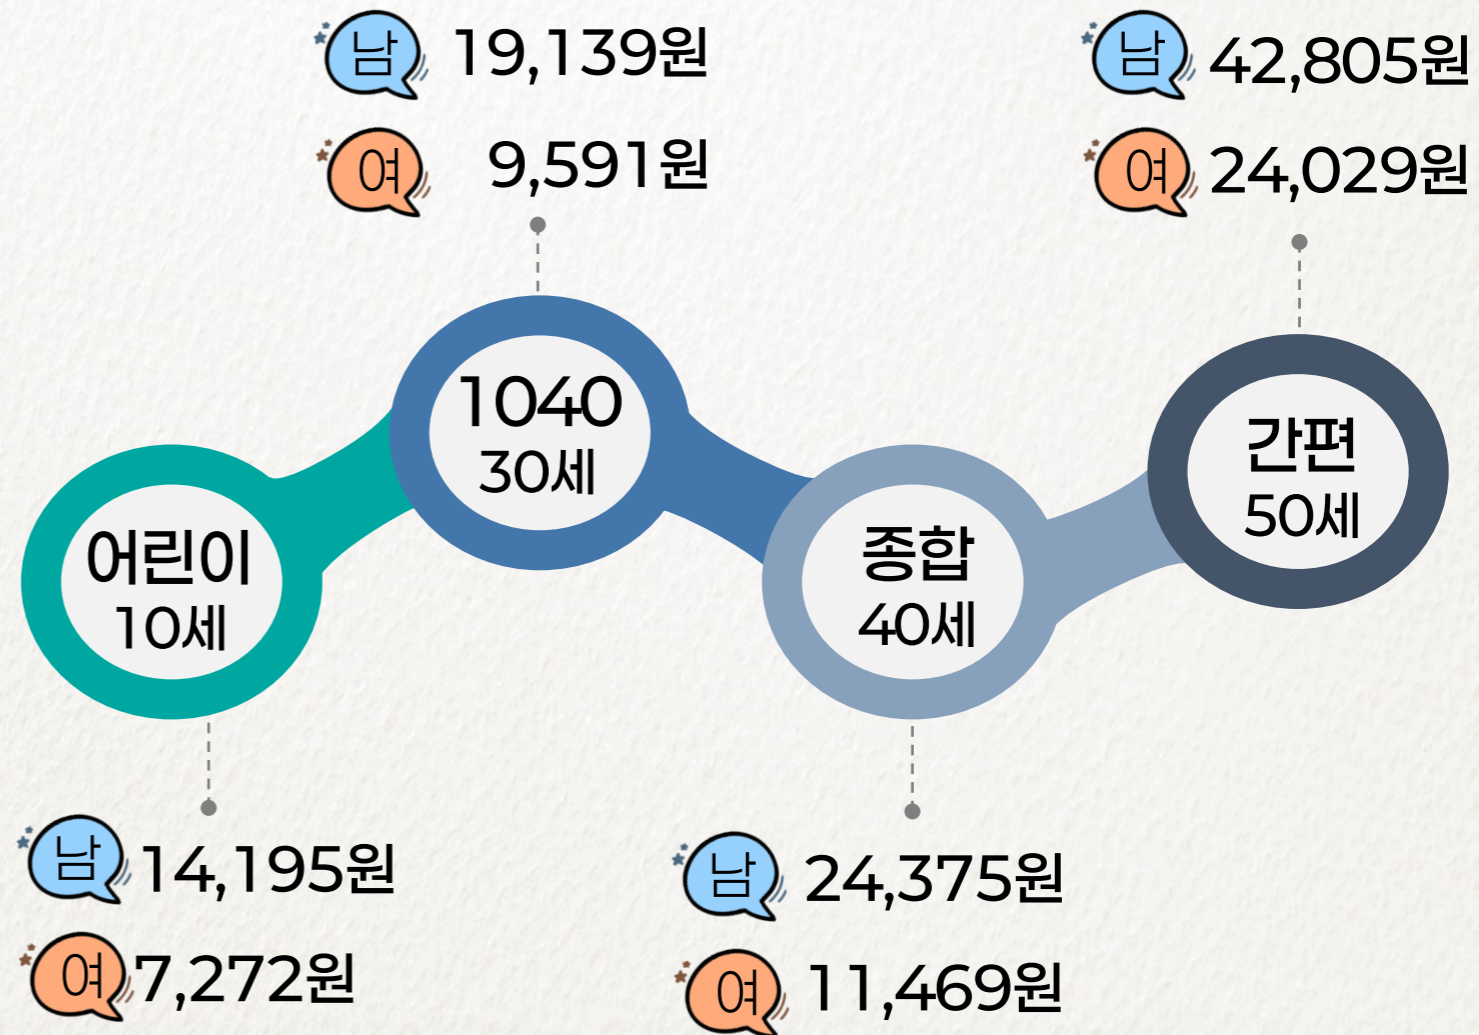 남 19,139원
여 9,591원
남 42,805원
여 24,029원
1040
30세
간편
50세
어린이
10세
종합
40세
남 14,195원
여 7,272원
남 24,375원
여 11,469원